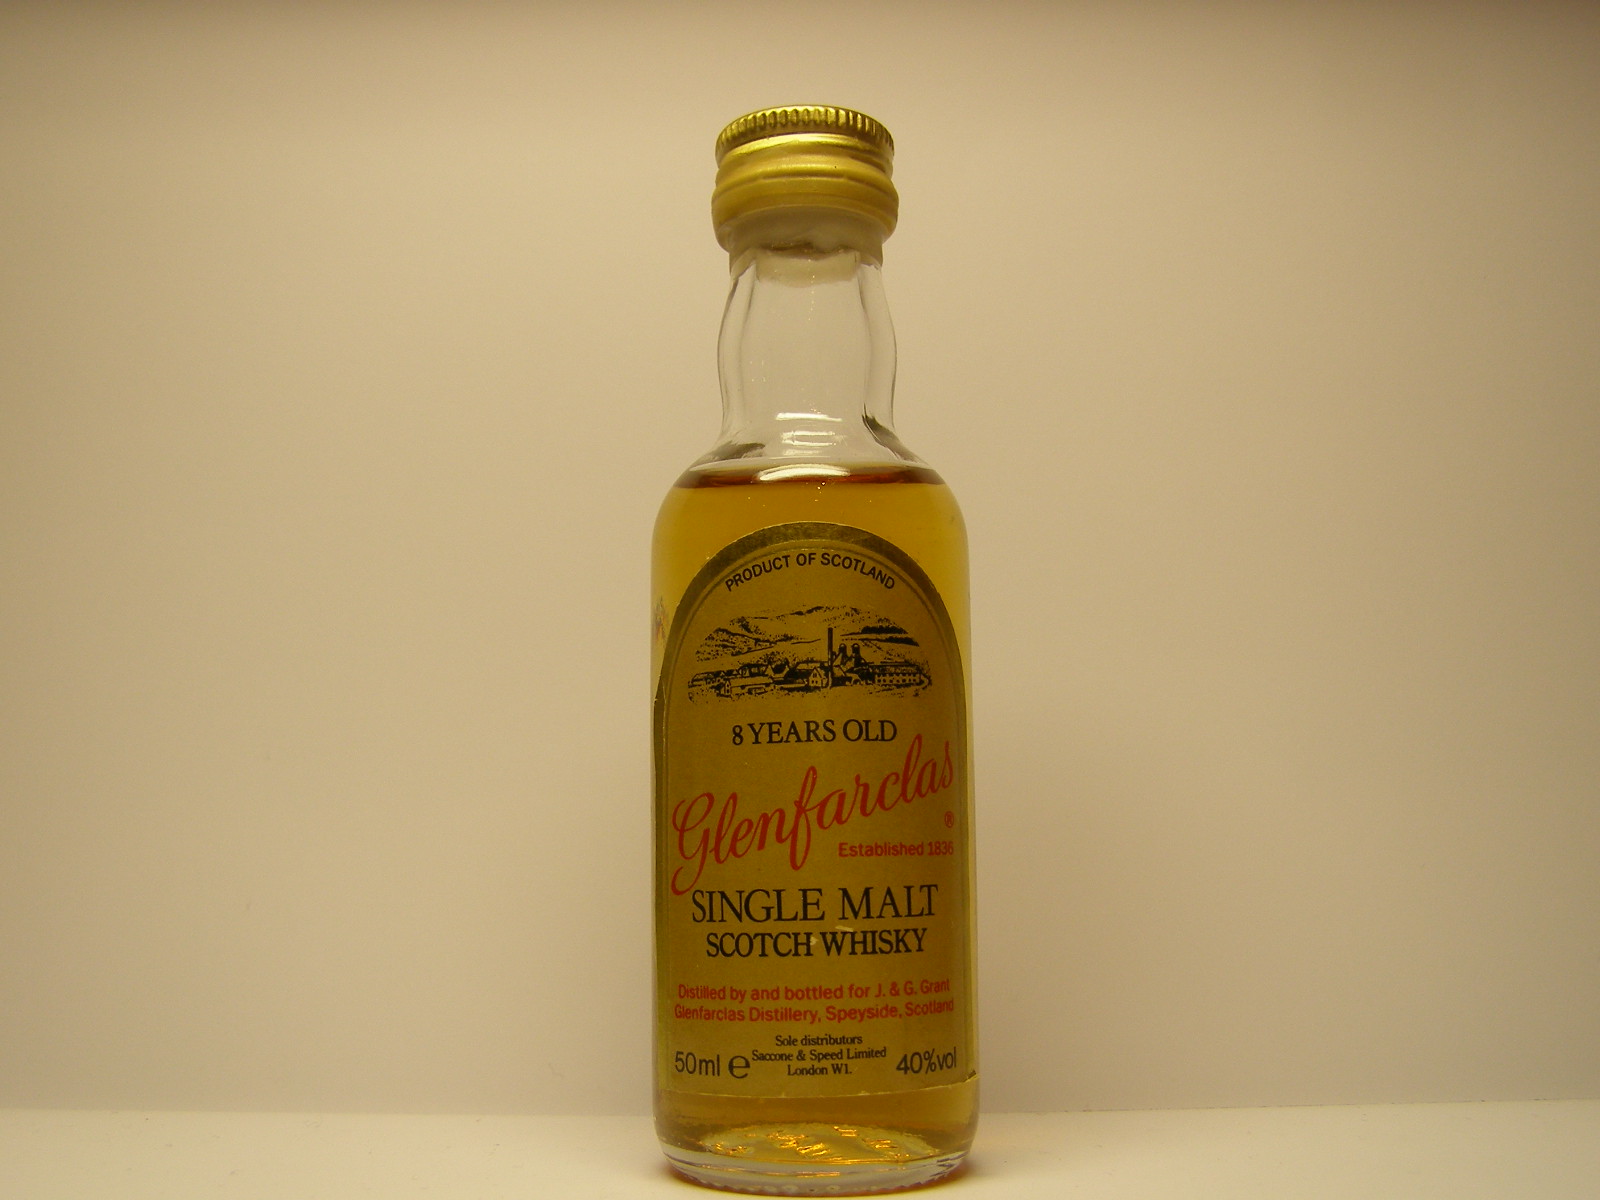 PRODUCT OF SCOTLAND
8 YEARS OLD
Glenfarclas ®
Established 1836
SINGLE MALT
SCOTCH WHISKY
Distilled by and bottled for J. & G. Grant
Glenfarclas Distillery, Speyside, Scotland
Sole distributors
Saccone & Speed Limited
London W1.
50ml e 40%vol